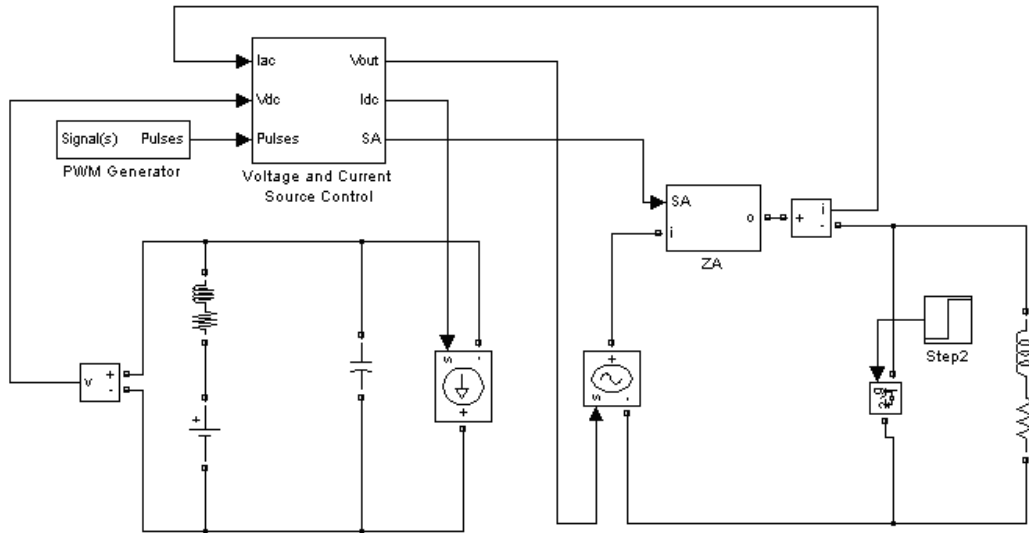 Iac Vout
Vdc Idc
Signal(s) Pulses
Pulses SA
PWM Generator
Voltage and Current
Source Control
SA
i o
ZA
+ i
-
Step2
v + -
+
s -
+
+
s -